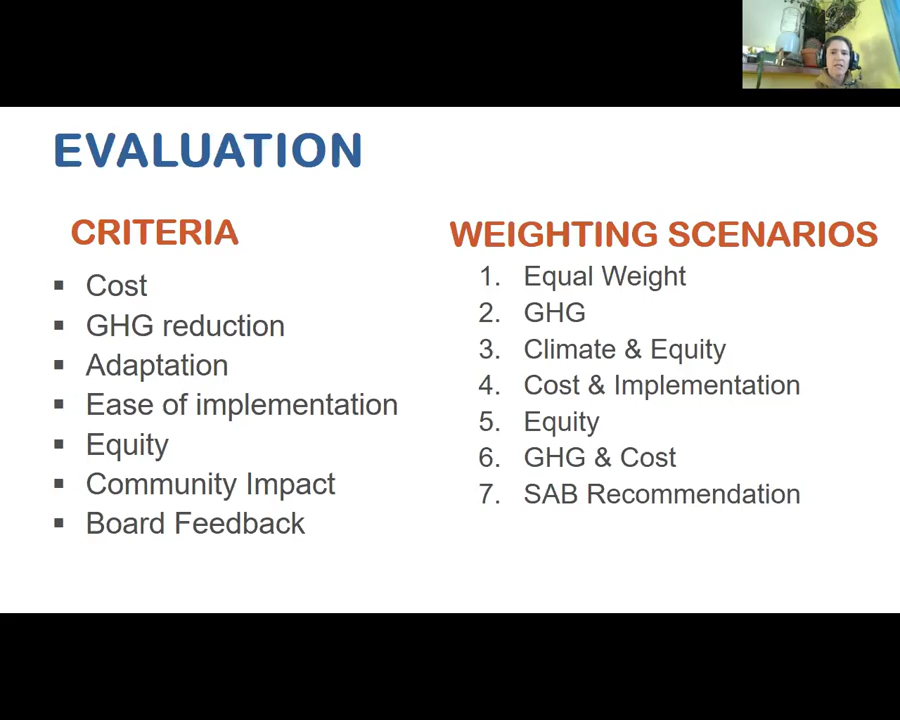 EVALUATION
CRITERIA
▪ Cost
▪ GHG reduction
▪ Adaptation
▪ Ease of implementation
▪ Equity
▪ Community Impact
▪ Board Feedback
WEIGHTING SCENARIOS
1. Equal Weight
2. GHG
3. Climate & Equity
4. Cost & Implementation
5. Equity
6. GHG & Cost
7. SAB Recommendation